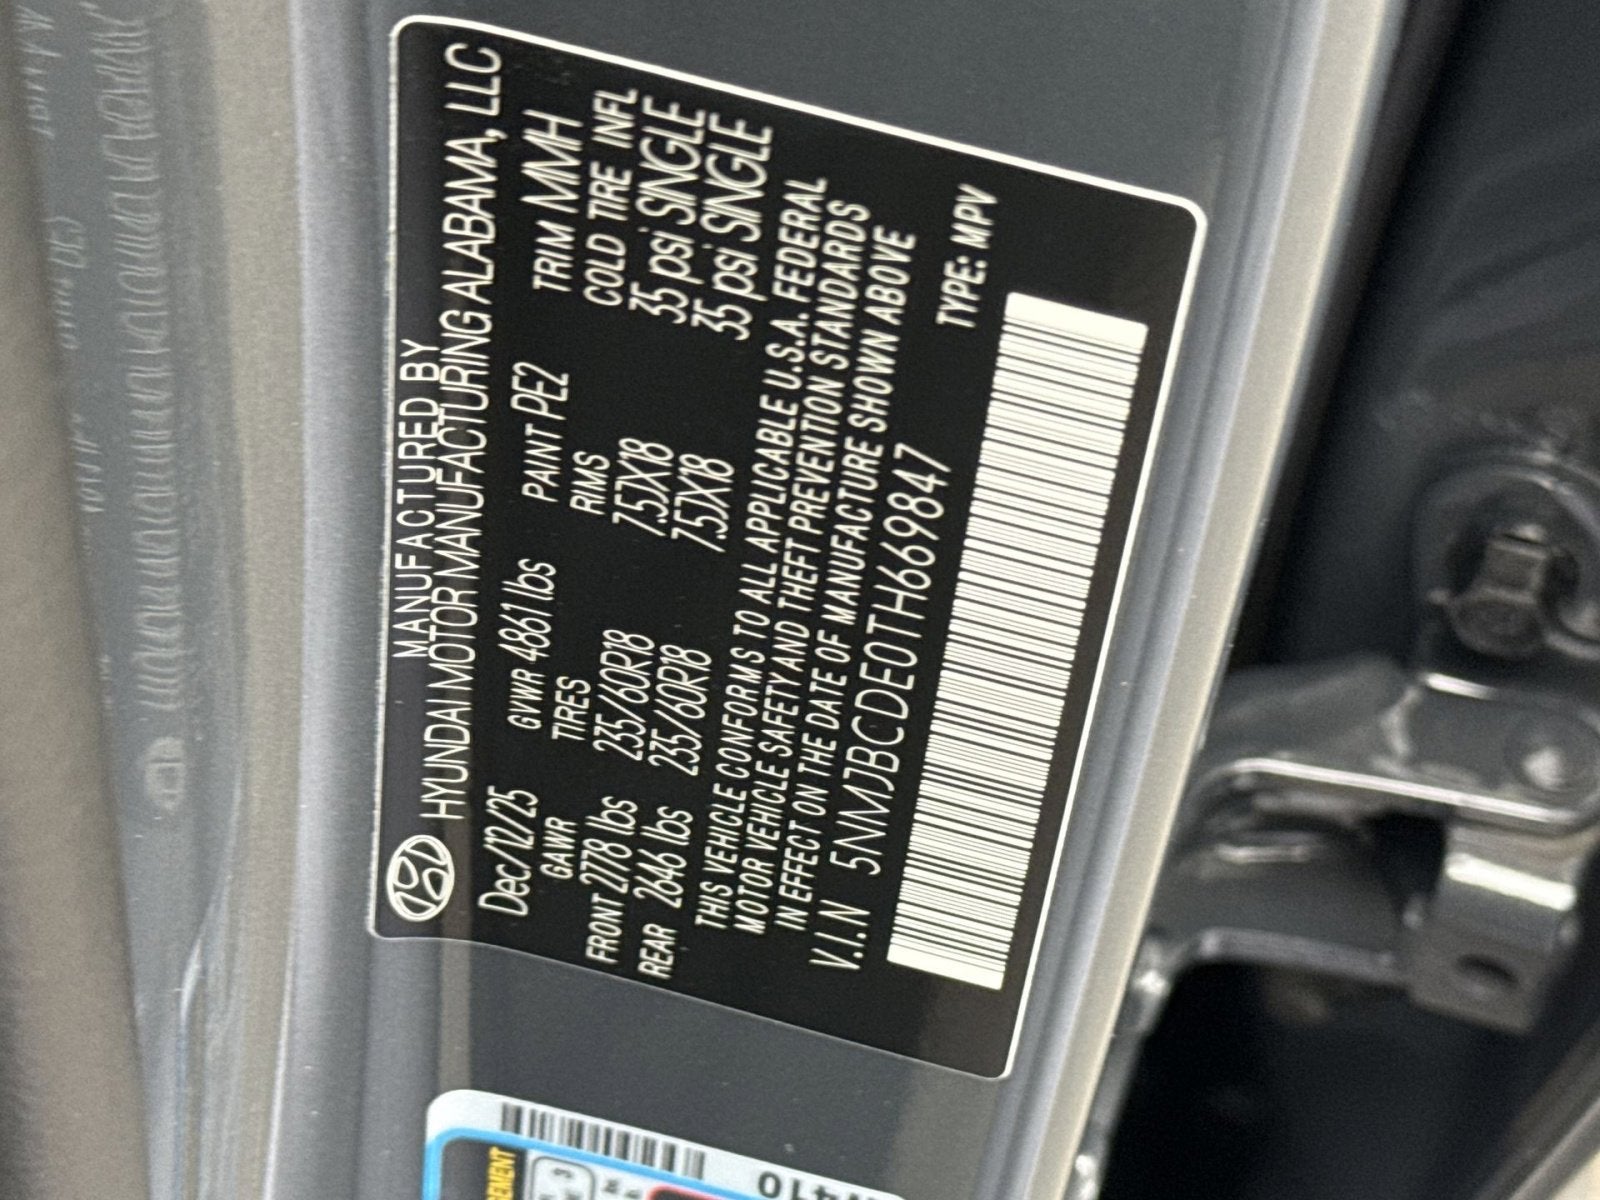 MANUFACTURED BY
HYUNDAI MOTOR MANUFACTURING ALABAMA, LLC
Dec/12/25 GVWR 4861 lbs PAINT PE2 TRIM MMH
GAWR TIRES RIMS COLD TIRE INFL
FRONT 2778 lbs 235/60R18 7.5JX18 35 psi SINGLE
REAR 2646 lbs 235/60R18 7.5JX18 35 psi SINGLE
THIS VEHICLE CONFORMS TO ALL APPLICABLE U.S.A. FEDERAL
MOTOR VEHICLE SAFETY AND THEFT PREVENTION STANDARDS
IN EFFECT ON THE DATE OF MANUFACTURE SHOWN ABOVE
V.I.N 5NMJBCDE0TH669847 TYPE: MPV